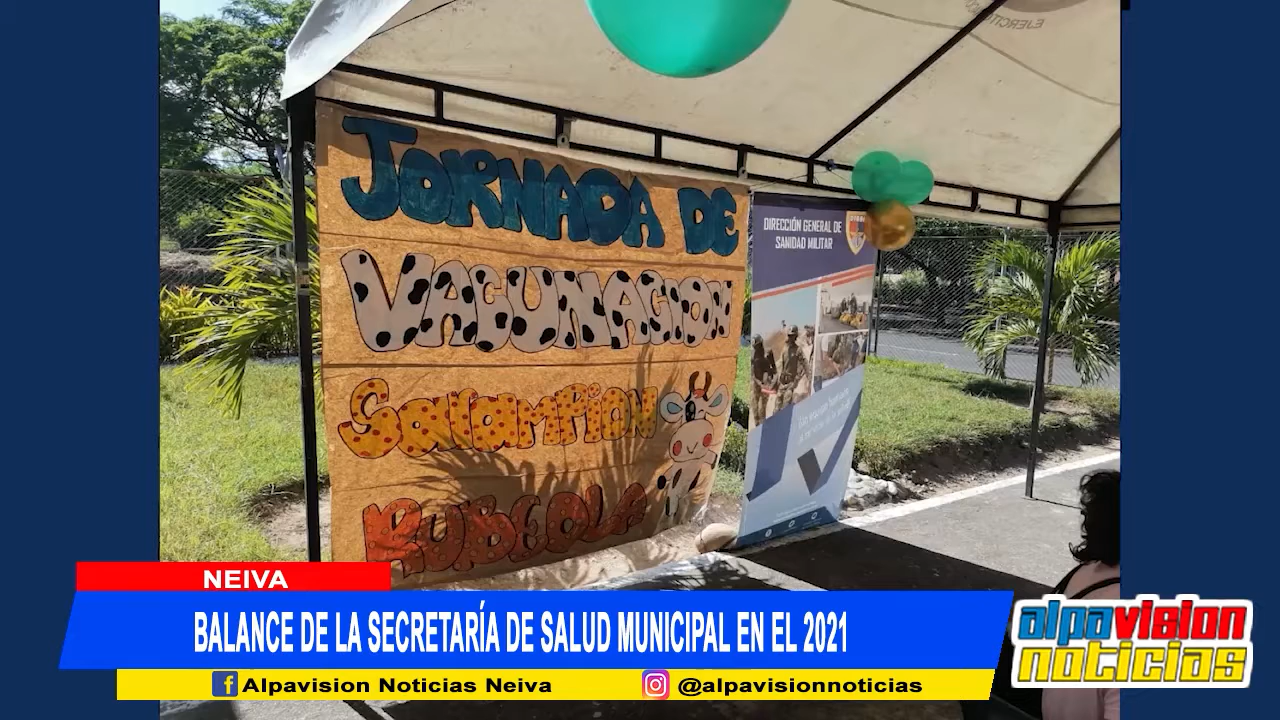 JORNADA DE
VACUNACION
Sarampion
RUBEOLA
DIRECCIÓN GENERAL DE
SANIDAD MILITAR
NEIVA
BALANCE DE LA SECRETARÍA DE SALUD MUNICIPAL EN EL 2021
Alpavision Noticias Neiva
@alpavisionnoticias
alpavision
noticias